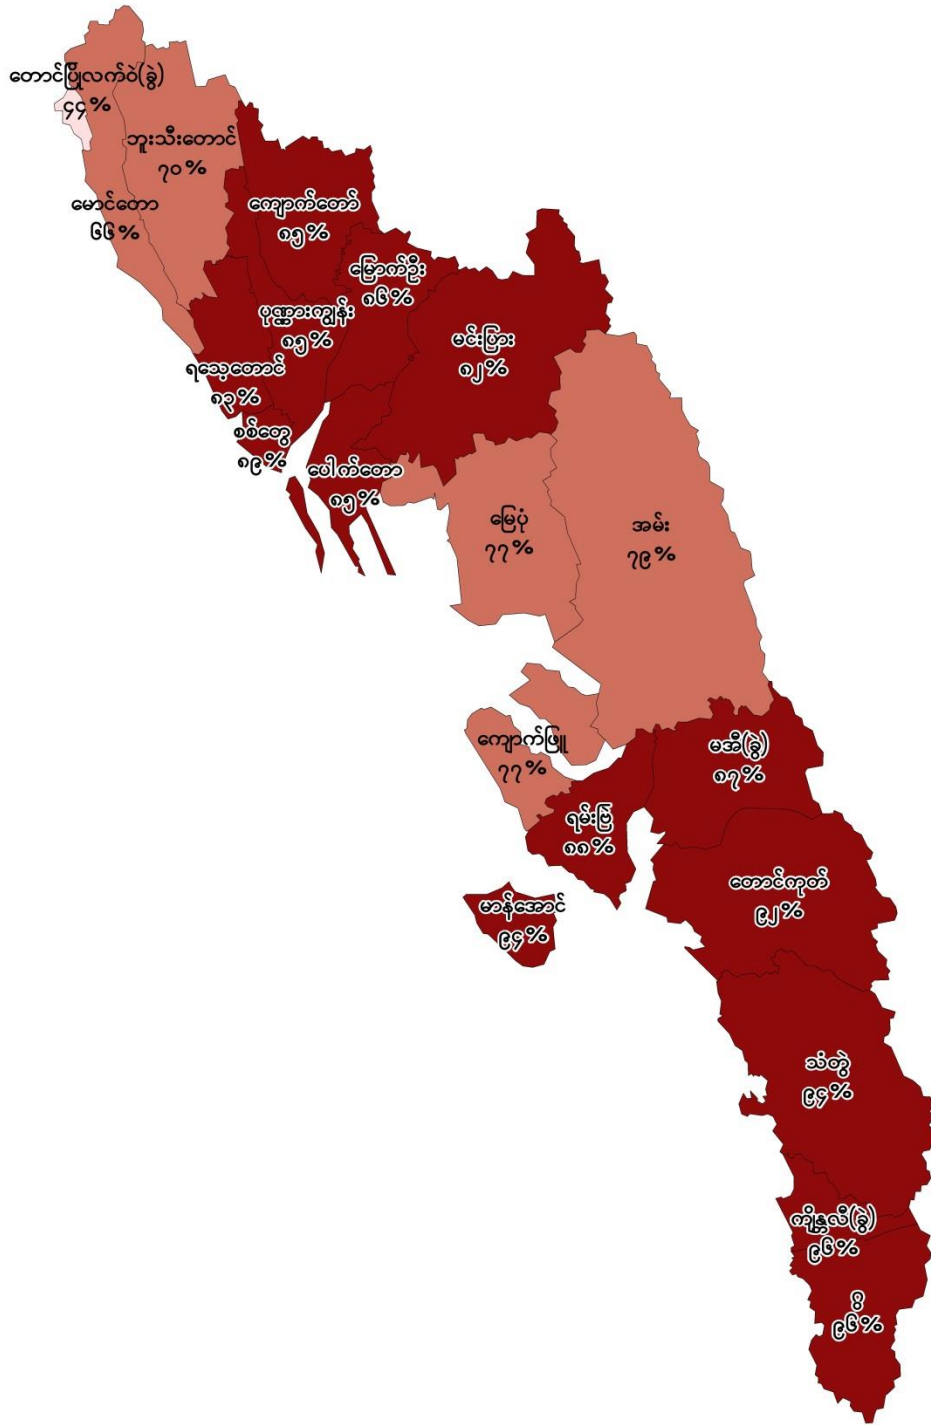 တောင်ပြိုလက်ဝဲ(ခွဲ)
၄၄%
ဘူးသီးတောင်
၇၀%
မောင်တော
၆၆%
ကျောက်တော်
၈၅%
မြောက်ဦး
၈၆%
ပုဏ္ဏားကျွန်း
၈၅%
မင်းပြား
၈၂%
ရသေ့တောင်
၈၃%
စစ်တွေ
၈၉%
ပေါက်တော
၈၅%
မြေပုံ
၇၇%
အမ်း
၇၉%
ကျောက်ဖြူ
၇၇%
မအီ(ခွဲ)
၈၇%
ရမ်းဗြဲ
၈၈%
တောင်ကုတ်
၉၂%
မာန်အောင်
၉၄%
သံတွဲ
၉၄%
ကျိန္တလီ(ခွဲ)
၉၆%
ဂွ
၉၆%